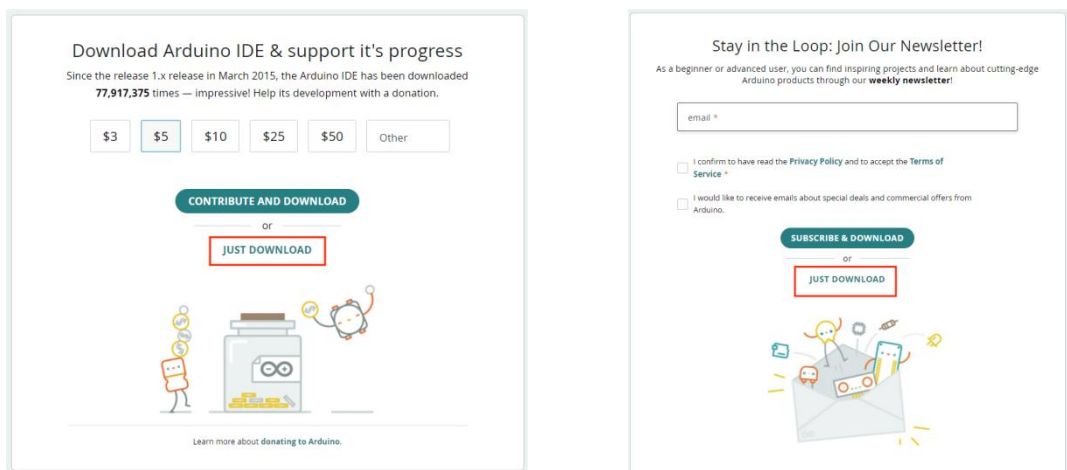 Download Arduino IDE & support it's progress
Since the release 1.x release in March 2015, the Arduino IDE has been downloaded
77,917,375 times — impressive! Help its development with a donation.
$3 $5 $10 $25 $50 Other
CONTRIBUTE AND DOWNLOAD
or
JUST DOWNLOAD
Learn more about donating to Arduino.
Stay in the Loop: Join Our Newsletter!
As a beginner or advanced user, you can find inspiring projects and learn about cutting-edge
Arduino products through our weekly newsletter!
email *
I confirm to have read the Privacy Policy and to accept the Terms of
Service *
I would like to receive emails about special deals and commercial offers from
Arduino.
SUBSCRIBE & DOWNLOAD
or
JUST DOWNLOAD